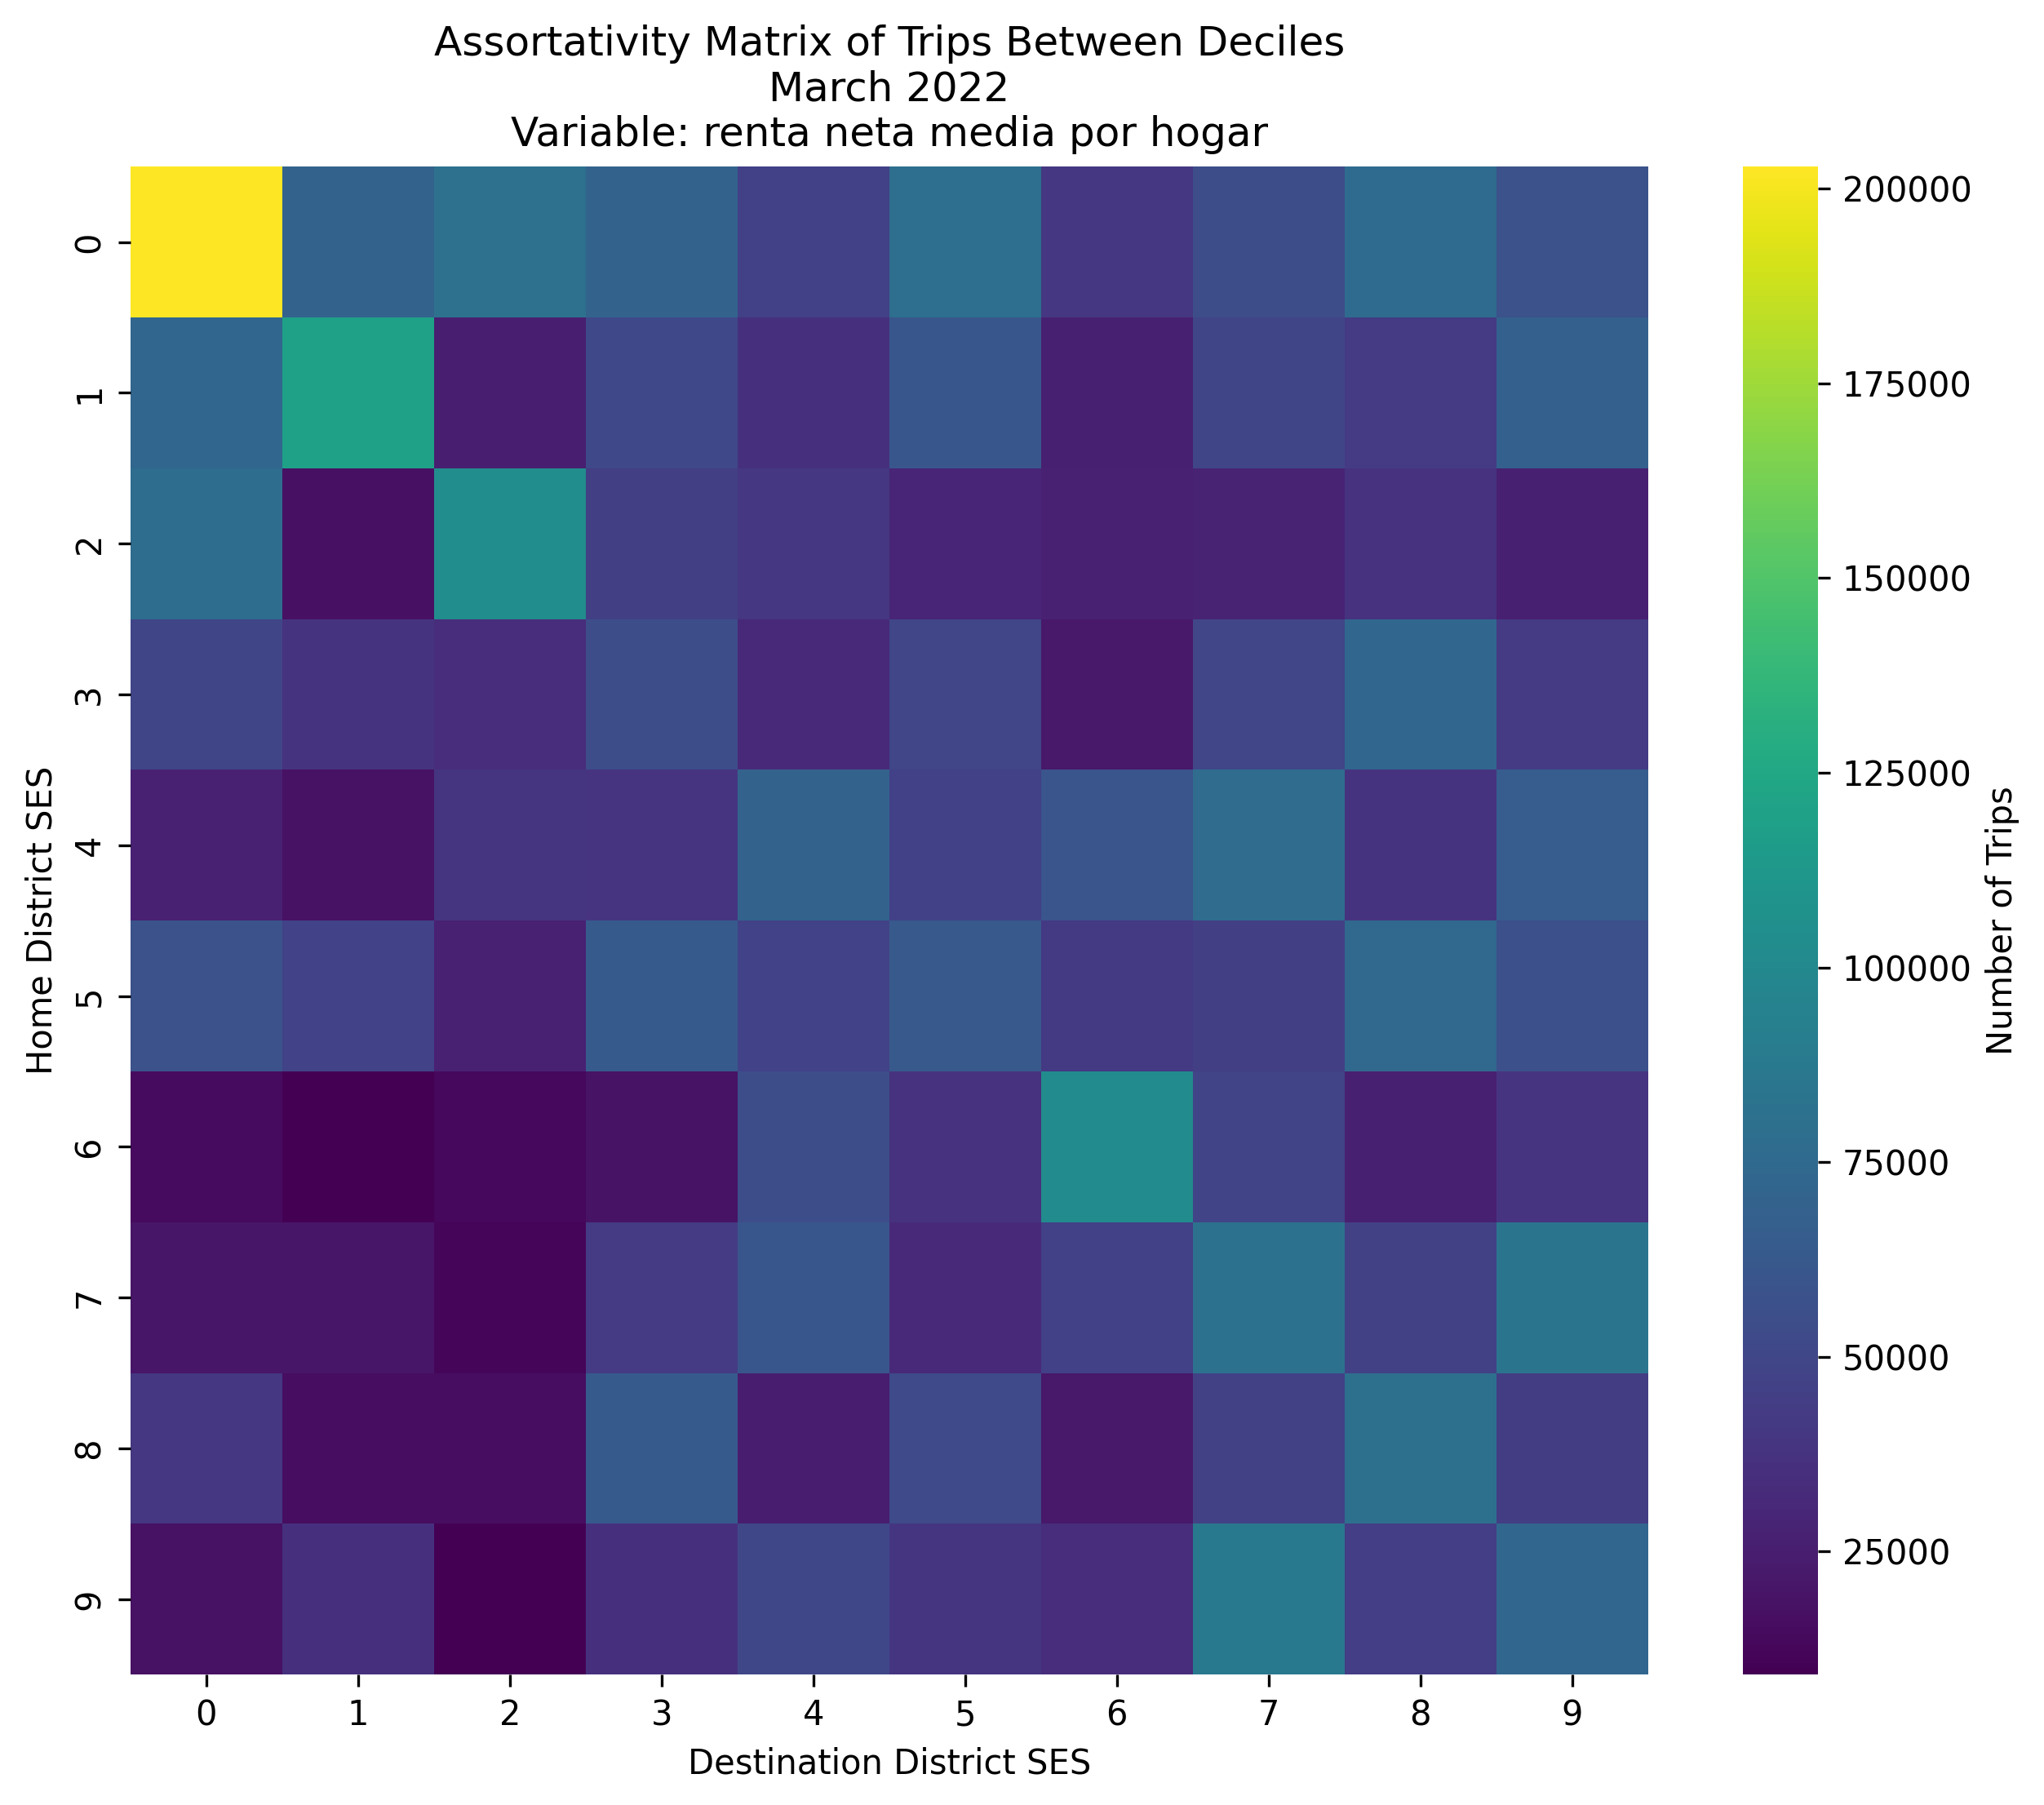 Assortativity Matrix of Trips Between Deciles
March 2022
Variable: renta neta media por hogar
Home District SES
0
1
2
3
4
5
6
7
8
9
0 1 2 3 4 5 6 7 8 9
Destination District SES
200000
175000
150000
125000
100000
75000
50000
25000
Number of Trips